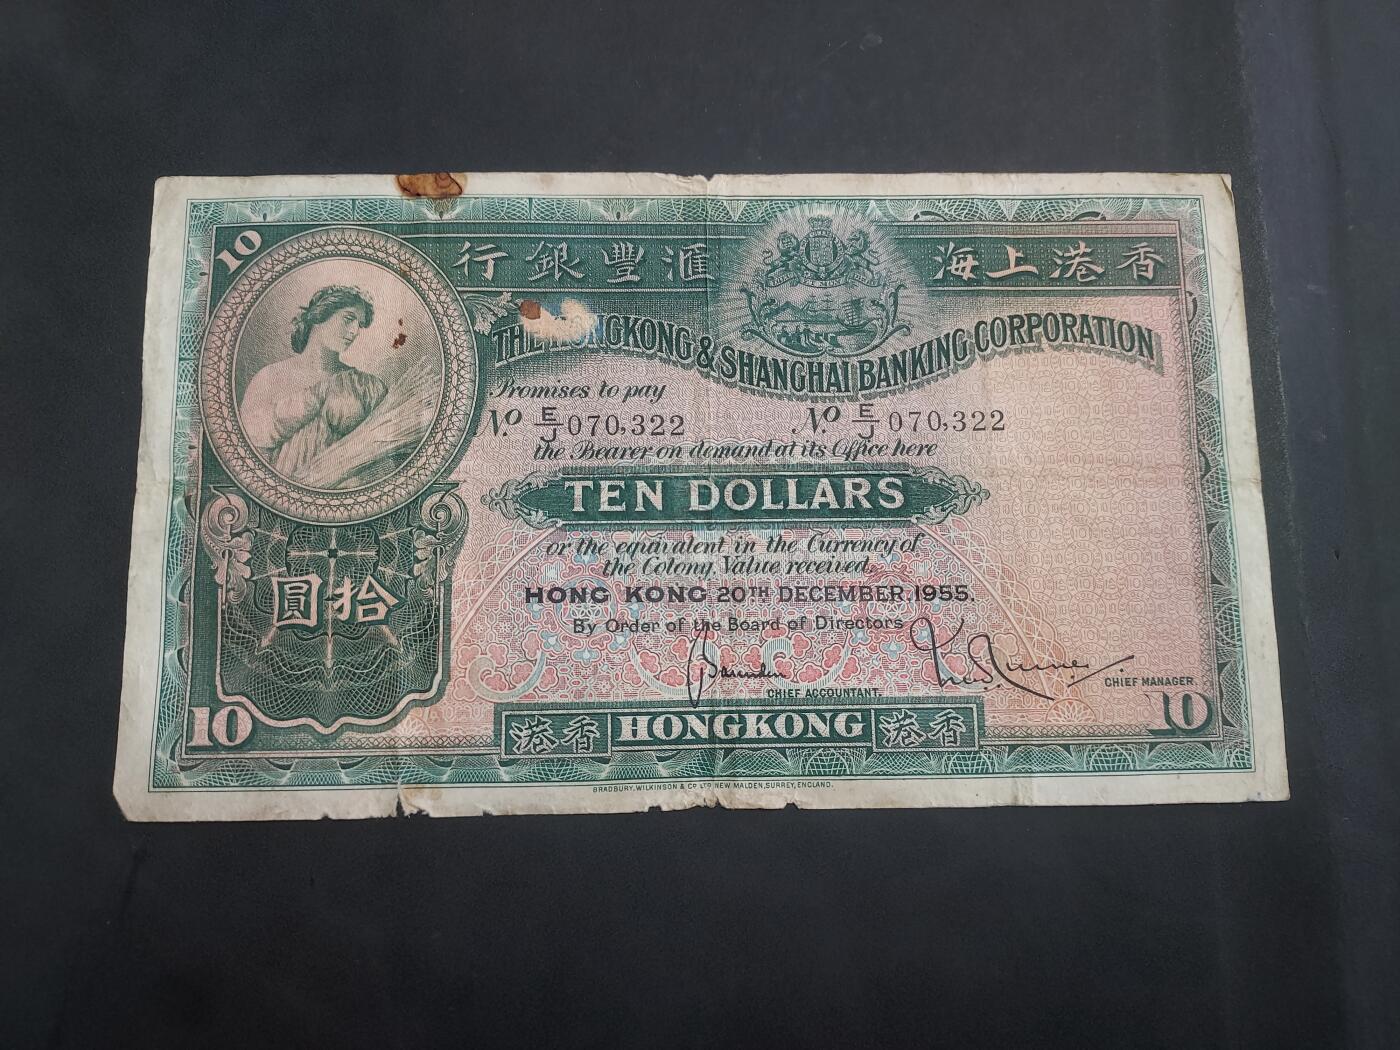 10
行銀豐滙 海上港香
THE HONGKONG & SHANGHAI BANKING CORPORATION
Promises to pay
No. E/J 070,322 No. E/J 070,322
the Bearer on demand at its Office here
TEN DOLLARS
or the equivalent in the Currency of
the Colony, Value received.
圓拾
HONG KONG 20TH DECEMBER, 1955.
By Order of the Board of Directors
CHIEF ACCOUNTANT.
CHIEF MANAGER.
10 港香 HONGKONG 港香 10
BRADBURY, WILKINSON & CO LTD NEW MALDEN, SURREY, ENGLAND.